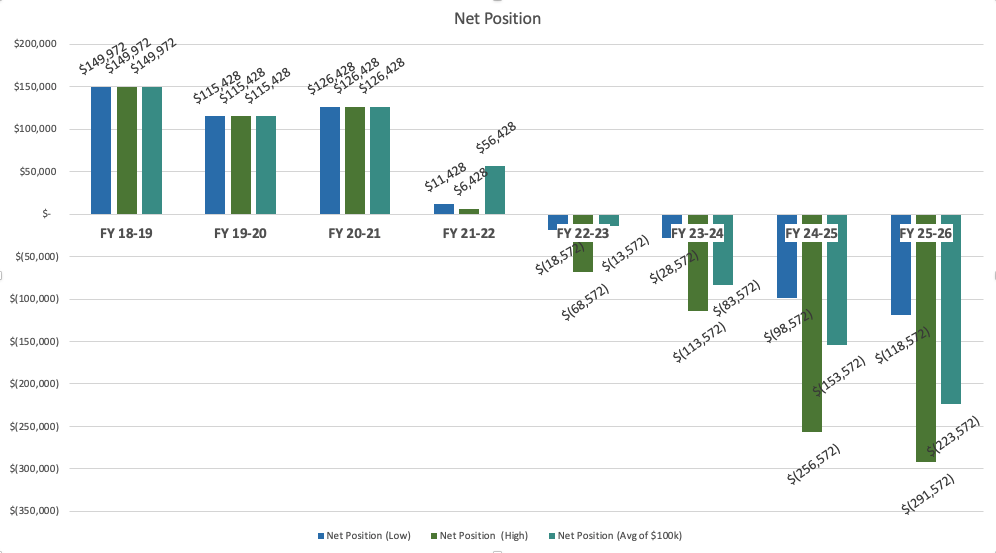 Net Position
$200,000
$150,000
$100,000
$50,000
$-
$(50,000)
$(100,000)
$(150,000)
$(200,000)
$(250,000)
$(300,000)
$(350,000)
$149,972 $149,972 $149,972
$115,428 $115,428 $115,428
$126,428 $126,428 $126,428
$11,428 $6,428 $56,428
$(18,572) $(68,572) $(13,572)
$(28,572) $(113,572) $(83,572)
$(98,572) $(256,572) $(153,572)
$(118,572) $(291,572) $(223,572)
FY 18-19 FY 19-20 FY 20-21 FY 21-22 FY 22-23 FY 23-24 FY 24-25 FY 25-26
Net Position (Low) Net Position (High) Net Position (Avg of $100k)